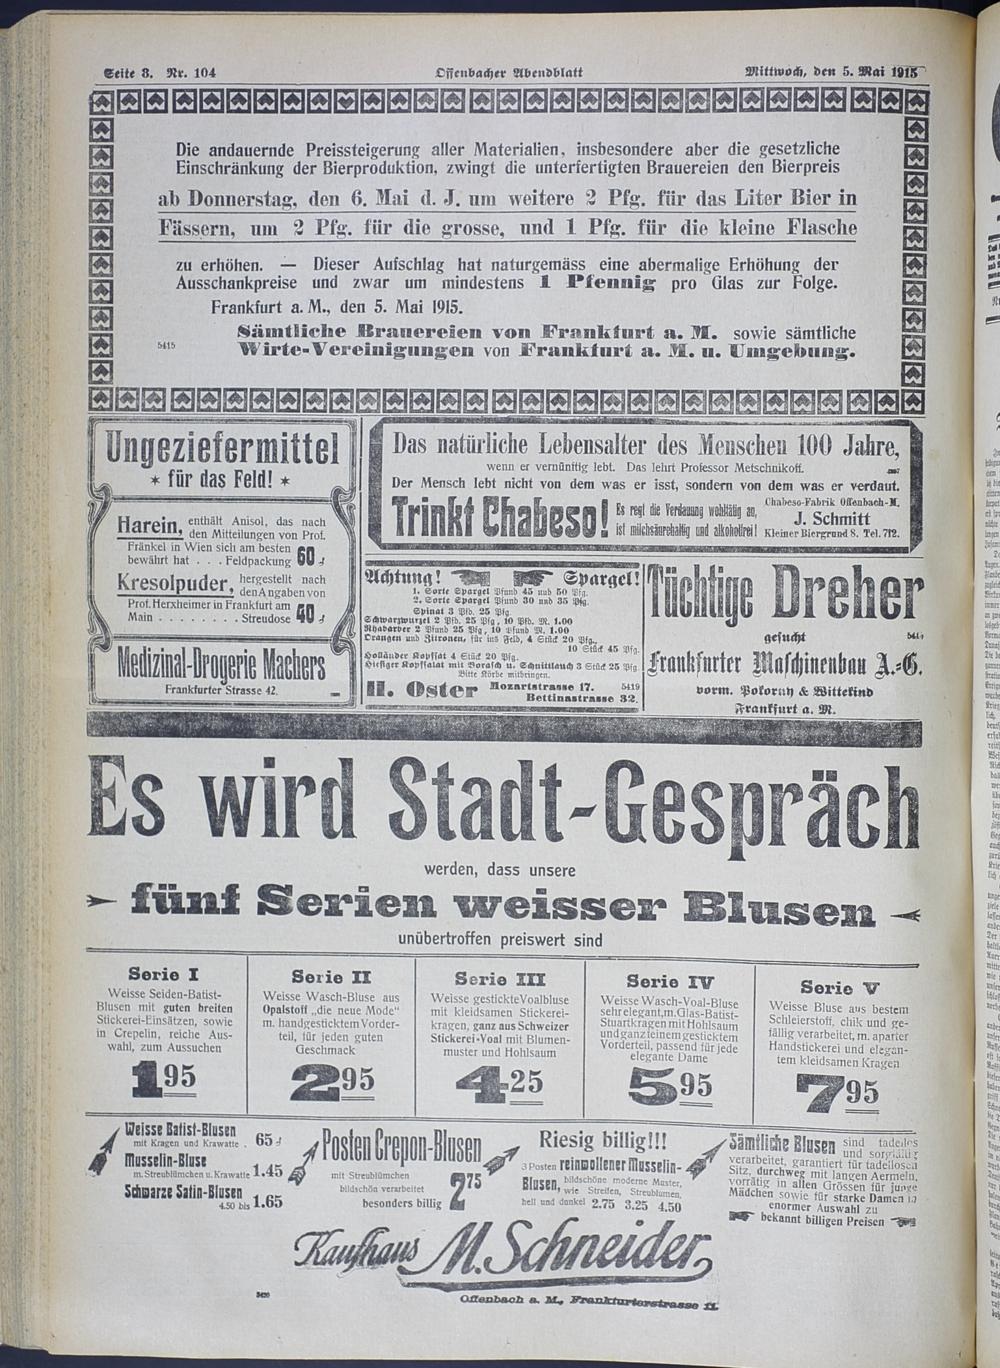 Seite 8. Nr. 104
Offenbacher Abendblatt
Mittwoch, den 5. Mai 1915
Die andauernde Preissteigerung aller Materialien, insbesondere aber die gesetzliche
Einschränkung der Bierproduktion, zwingt die unterfertigten Brauereien den Bierpreis
ab Donnerstag, den 6. Mai d. J. um weitere 2 Pfg. für das Liter Bier in
Fässern, um 2 Pfg. für die grosse, und 1 Pfg. für die kleine Flasche
zu erhöhen. — Dieser Aufschlag hat naturgemäss eine abermalige Erhöhung der
Ausschankpreise und zwar um mindestens 1 Pfennig pro Glas zur Folge.
Frankfurt a. M., den 5. Mai 1915.
Sämtliche Brauereien von Frankfurt a. M. sowie sämtliche
5415 Wirte-Vereinigungen von Frankfurt a. M. u. Umgebung.
Ungeziefermittel
* für das Feld! *
Harein, enthält Anisol, das nach
den Mitteilungen von Prof.
Fränkel in Wien sich am besten
bewährt hat . . . Feldpackung 60 ₰
Kresolpuder, hergestellt nach
den Angaben von
Prof. Herxheimer in Frankfurt am
Main . . . . . . . . Streudose 40 ₰
Medizinal-Drogerie Machers
Frankfurter Strasse 42.
Das natürliche Lebensalter des Menschen 100 Jahre,
wenn er vernünftig lebt. Das lehrt Professor Metschnikoff.
Der Mensch lebt nicht von dem was er isst, sondern von dem was er verdaut.
Trinkt Chabeso!
Es regt die Verdauung wohltätig an,
ist milchsäurehaltig und alkoholfrei!
Chabeso-Fabrik Offenbach-M.
J. Schmitt
Kleiner Biergrund 8. Tel. 712.
Achtung! Spargel!
1. Sorte Spargel Pfund 45 und 50 Pfg.
2. Sorte Spargel Pfund 30 und 35 Pfg.
Spinat 3 Pfd. 25 Pfg.
Schwarzwurzel 2 Pfd. 25 Pfg., 10 Pfd. M. 1.00
Rhabarber 2 Pfund 25 Pfg., 10 Pfund M. 1.00
Orangen und Zitronen, für ins Feld, 4 Stück 20 Pfg.,
10 Stück 45 Pfg.
Holländer Kopfsat 4 Stück 20 Pfg.
Hiesiger Kopfsalat mit Borasch u. Schnittlauch 3 Stück 25 Pfg.
Bitte Körbe mitbringen.
H. Oster Mozartstrasse 17. 5419
Bettinastrasse 32.
Tüchtige Dreher
gesucht
Frankfurter Maschinenbau A.-G.
vorm. Pokorny & Wittekind
Frankfurt a. M.
Es wird Stadt-Gespräch
werden, dass unsere
fünf Serien weisser Blusen
unübertroffen preiswert sind
Serie I
Weisse Seiden-Batist-
Blusen mit guten breiten
Stickerei-Einsätzen, sowie
in Crepelin, reiche Aus-
wahl, zum Aussuchen
1 95
Serie II
Weisse Wasch-Bluse aus
Opalstoff „die neue Mode"
m. handgesticktem Vorder-
teil, für jeden guten
Geschmack
2 95
Serie III
Weisse gestickte Voalbluse
mit kleidsamen Stickerei-
kragen, ganz aus Schweizer
Stickerei-Voal mit Blumen-
muster und Hohlsaum
4 25
Serie IV
Weisse Wasch-Voal-Bluse
sehr elegant, m. Glas-Batist-
Stuartkragen mit Hohlsaum
und ganz feinem gesticktem
Vorderteil, passend für jede
elegante Dame
5 95
Serie V
Weisse Bluse aus bestem
Schleierstoff, chik und ge-
fällig verarbeitet, m. aparter
Handstickerei und elegan-
tem kleidsamen Kragen
7 95
Weisse Batist-Blusen
mit Kragen und Krawatte . 65 ₰
Musselin-Bluse
m. Streublümchen u. Krawatte 1.45
Schwarze Satin-Blusen
4.50 bis 1.65
Posten Crepon-Blusen
mit Streublümchen
bildschön verarbeitet
besonders billig 2 75
Riesig billig!!!
3 Posten reinwollener Musselin-
Blusen, bildschöne moderne Muster,
wie Streifen, Streublumen,
hell und dunkel 2.75 3.25 4.50
Sämtliche Blusen sind tadellos
und sorgfältig
verarbeitet, garantiert für tadellosen
Sitz, durchweg mit langen Aermeln,
vorrätig in allen Grössen für junge
Mädchen sowie für starke Damen in
enormer Auswahl zu
bekannt billigen Preisen
Kaufhaus M. Schneider,
Offenbach a. M., Frankfurterstrasse 11.